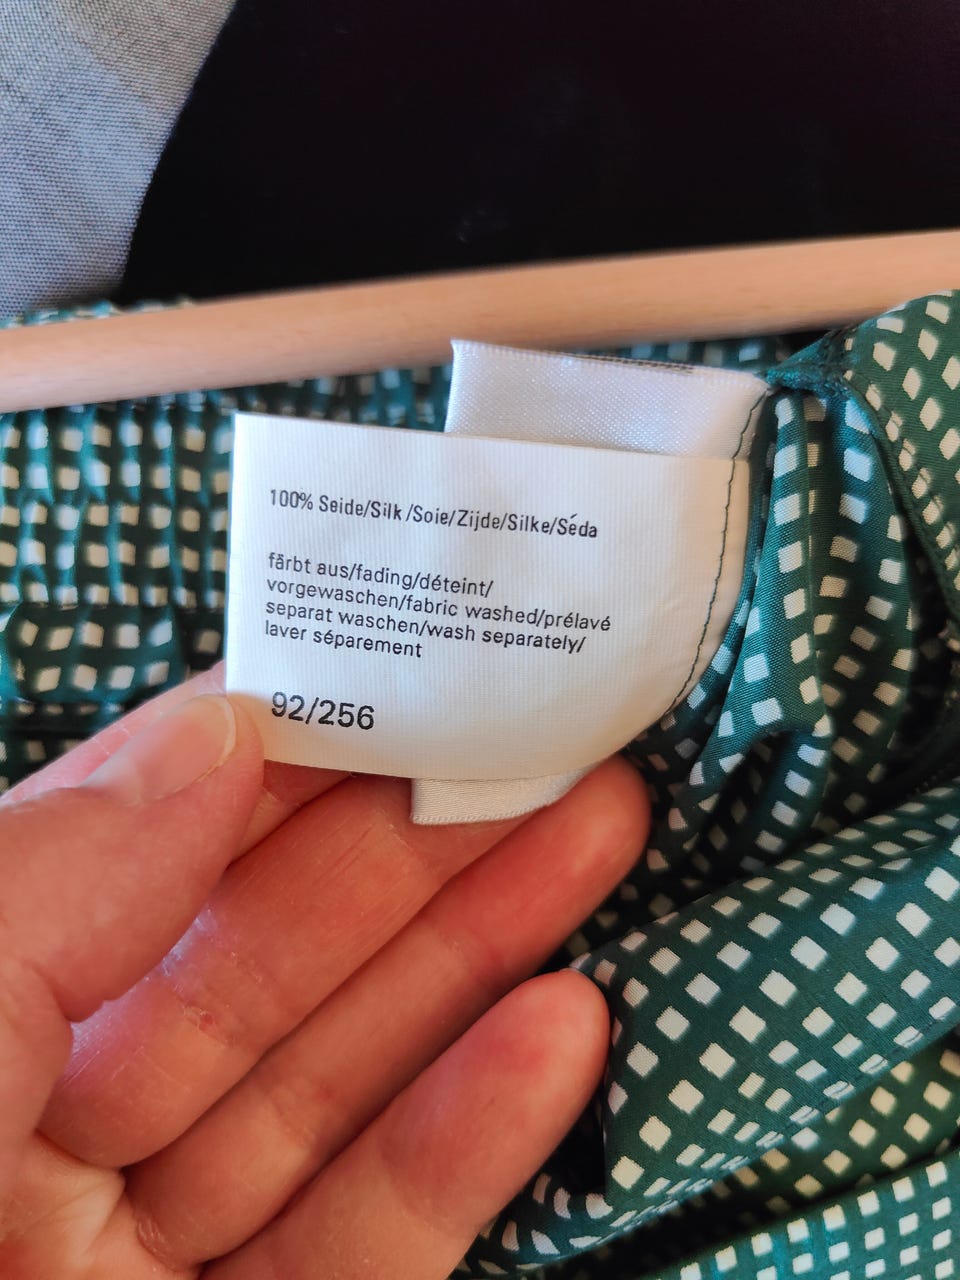 100% Seide/Silk /Soie/Zijde/Silke/Séda
färbt aus/fading/déteint/
vorgewaschen/fabric washed/prélavé
separat waschen/wash separately/
laver séparement
92/256